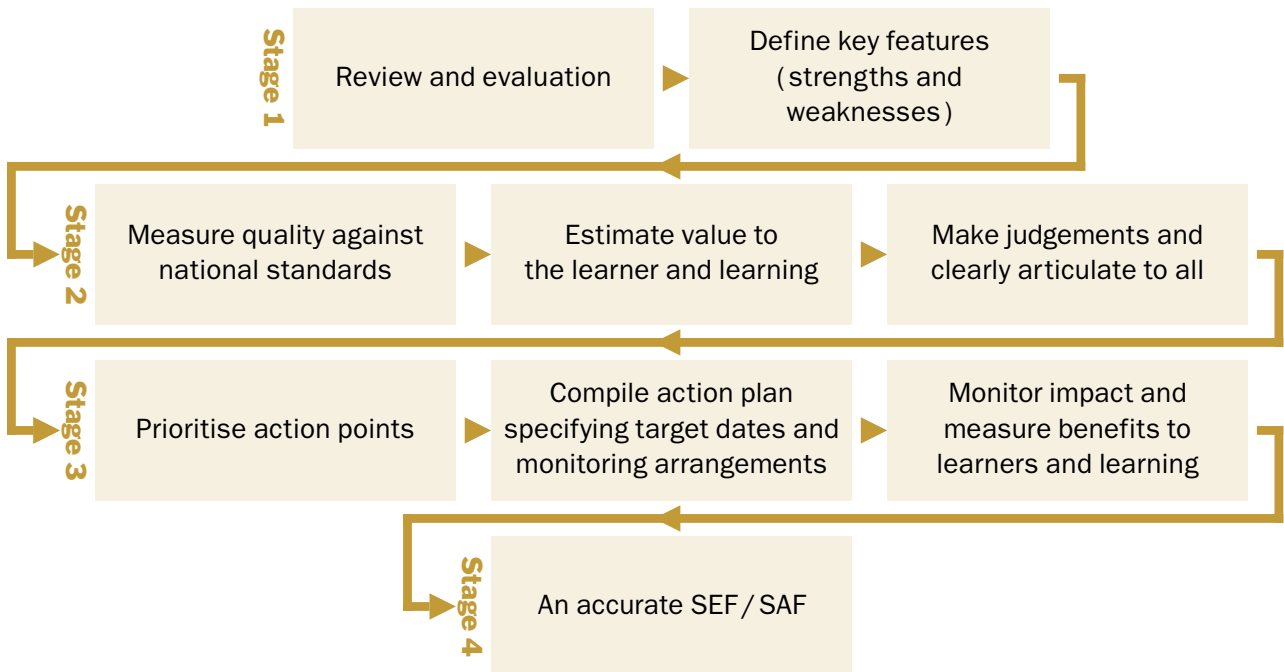 Stage 1
Review and evaluation
Define key features
(strengths and
weaknesses)
Stage 2
Measure quality against
national standards
Estimate value to
the learner and learning
Make judgements and
clearly articulate to all
Stage 3
Prioritise action points
Compile action plan
specifying target dates and
monitoring arrangements
Monitor impact and
measure benefits to
learners and learning
Stage 4
An accurate SEF/SAF